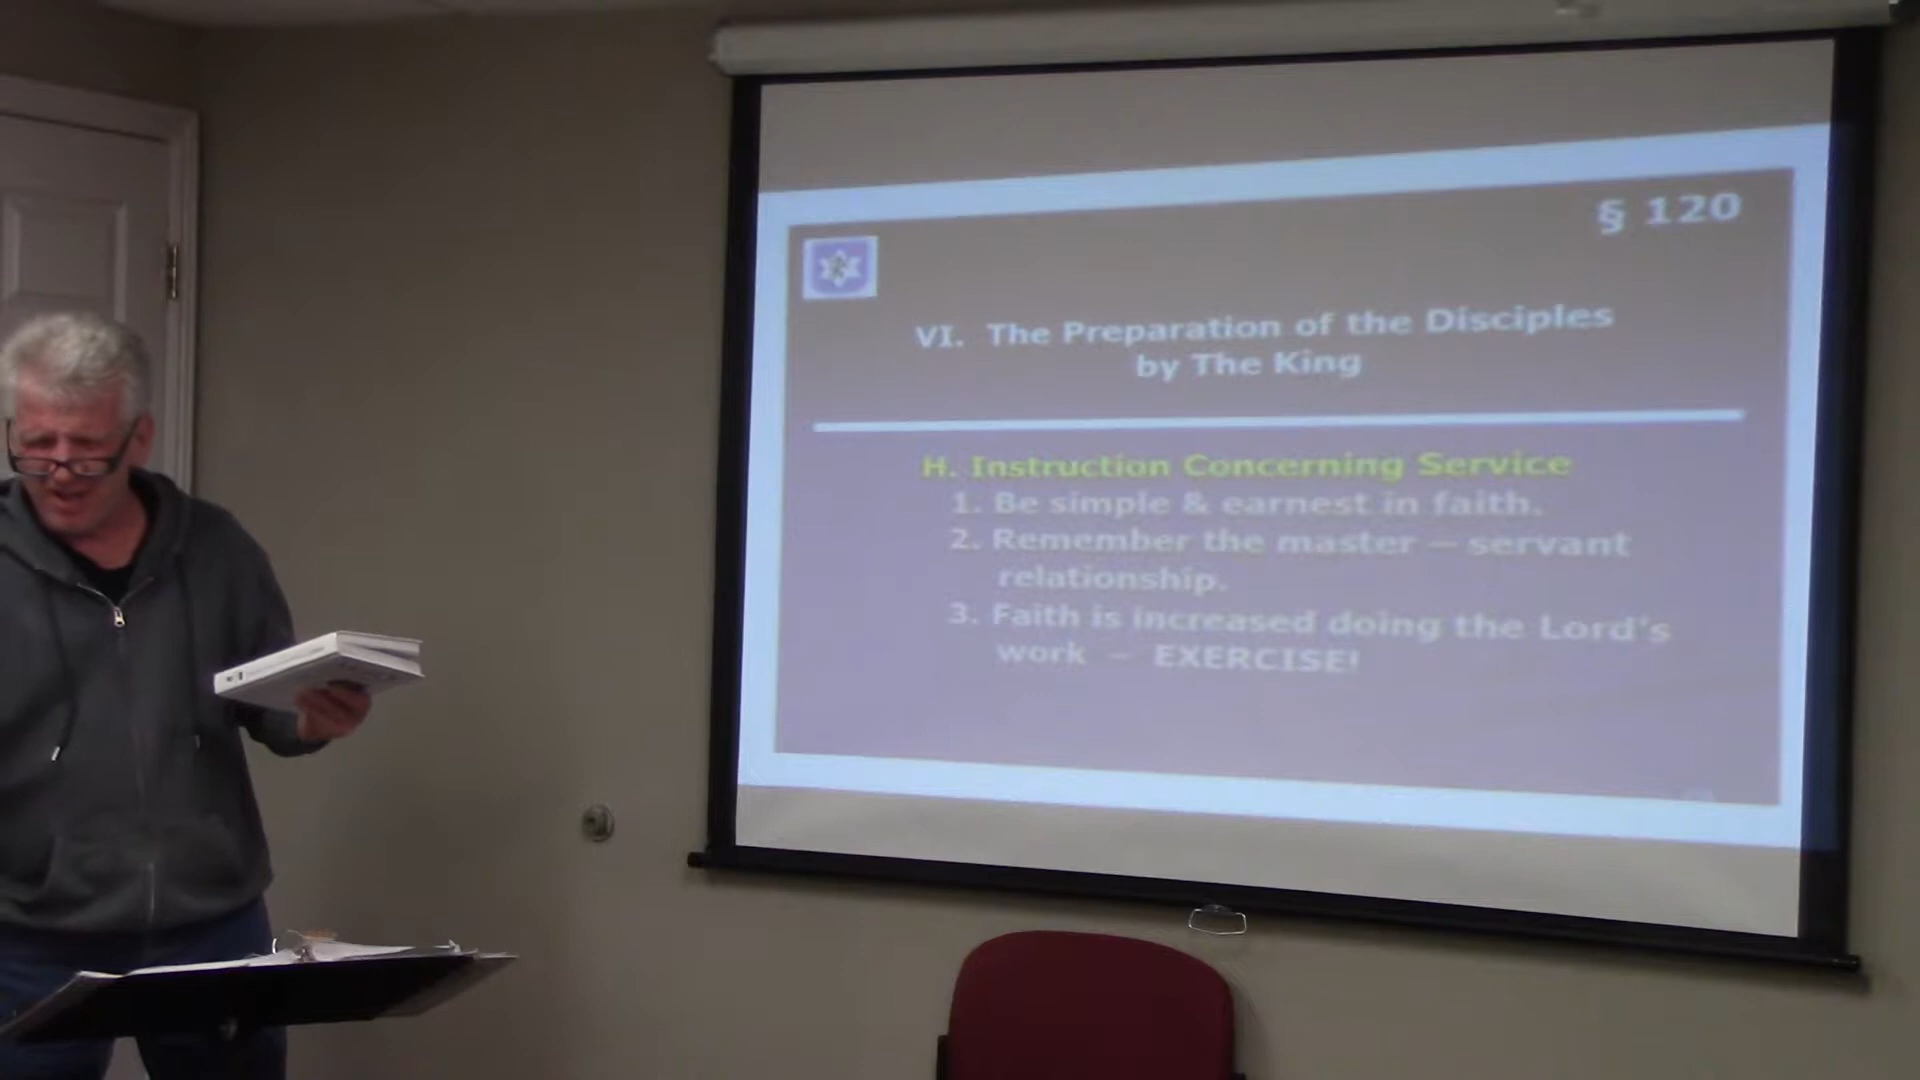 § 120
VI. The Preparation of the Disciples
by The King
H. Instruction Concerning Service
1. Be simple & earnest in faith.
2. Remember the master – servant
relationship.
3. Faith is increased doing the Lord's
work – EXERCISE!